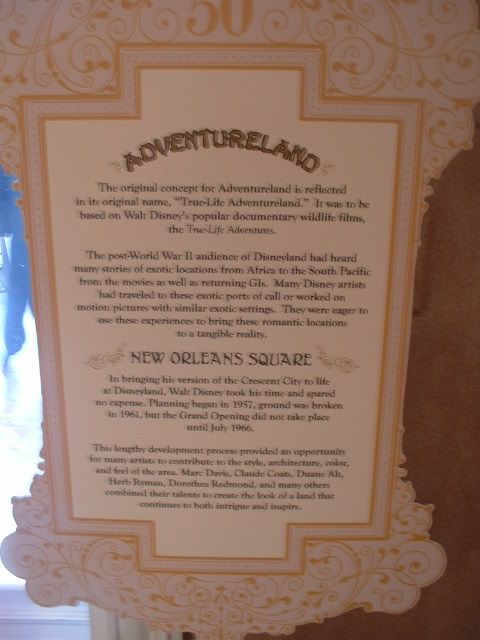 50
ADVENTURELAND
The original concept for Adventureland is reflected
in its original name, "True-Life Adventureland." It was to be
based on Walt Disney's popular documentary wildlife films,
the True-Life Adventures.
The post-World War II audience of Disneyland had heard
many stories of exotic locations from Africa to the South Pacific
from the movies as well as returning GIs. Many Disney artists
had traveled to these exotic ports of call or worked on
motion pictures with similar exotic settings. They were eager to
use these experiences to bring these romantic locations
to a tangible reality.
NEW ORLEANS SQUARE
In bringing his version of the Crescent City to life
at Disneyland, Walt Disney took his time and spared
no expense. Planning began in 1957, ground was broken
in 1961, but the Grand Opening did not take place
until July 1966.
This lengthy development process provided an opportunity
for many artists to contribute to the style, architecture, color,
and feel of the area. Marc Davis, Claude Coats, Duane Alt,
Herb Ryman, Dorothea Redmond, and many others
combined their talents to create the look of a land that
continues to both intrigue and inspire.